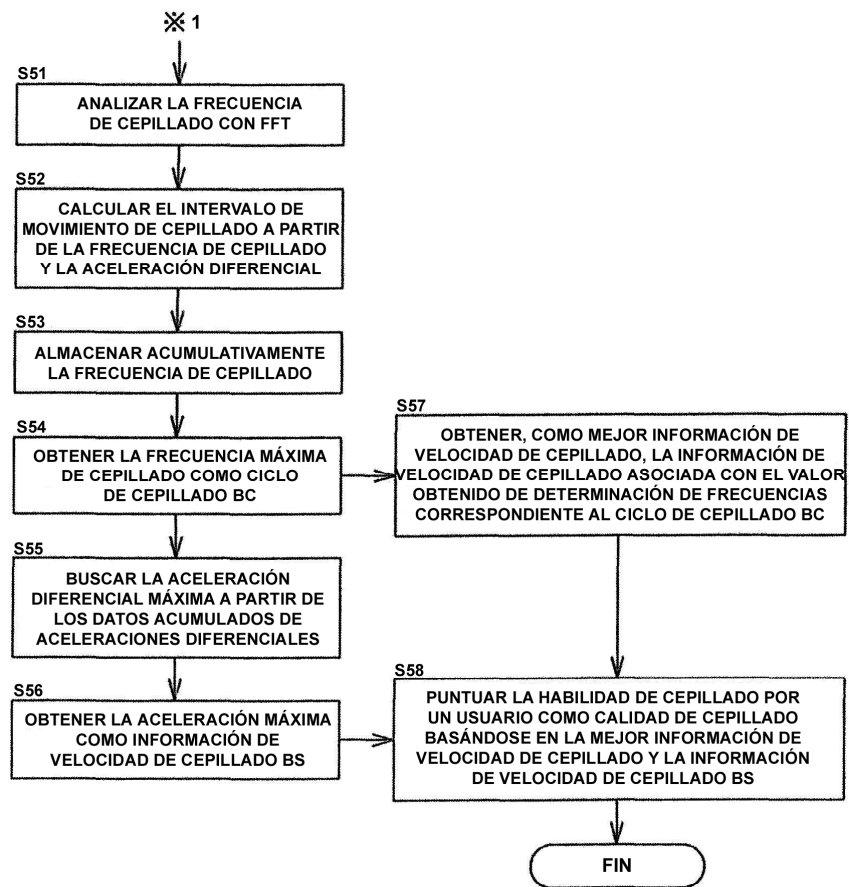 ※ 1
S51
ANALIZAR LA FRECUENCIA
DE CEPILLADO CON FFT
S52
CALCULAR EL INTERVALO DE
MOVIMIENTO DE CEPILLADO A PARTIR
DE LA FRECUENCIA DE CEPILLADO
Y LA ACELERACIÓN DIFERENCIAL
S53
ALMACENAR ACUMULATIVAMENTE
LA FRECUENCIA DE CEPILLADO
S54
OBTENER LA FRECUENCIA MÁXIMA
DE CEPILLADO COMO CICLO
DE CEPILLADO BC
S55
BUSCAR LA ACELERACIÓN
DIFERENCIAL MÁXIMA A PARTIR DE
LOS DATOS ACUMULADOS DE
ACELERACIONES DIFERENCIALES
S56
OBTENER LA ACELERACIÓN MÁXIMA
COMO INFORMACIÓN DE
VELOCIDAD DE CEPILLADO BS
S57
OBTENER, COMO MEJOR INFORMACIÓN DE
VELOCIDAD DE CEPILLADO, LA INFORMACIÓN DE
VELOCIDAD DE CEPILLADO ASOCIADA CON EL VALOR
OBTENIDO DE DETERMINACIÓN DE FRECUENCIAS
CORRESPONDIENTE AL CICLO DE CEPILLADO BC
S58
PUNTUAR LA HABILIDAD DE CEPILLADO POR
UN USUARIO COMO CALIDAD DE CEPILLADO
BASÁNDOSE EN LA MEJOR INFORMACIÓN DE
VELOCIDAD DE CEPILLADO Y LA INFORMACIÓN
DE VELOCIDAD DE CEPILLADO BS
FIN